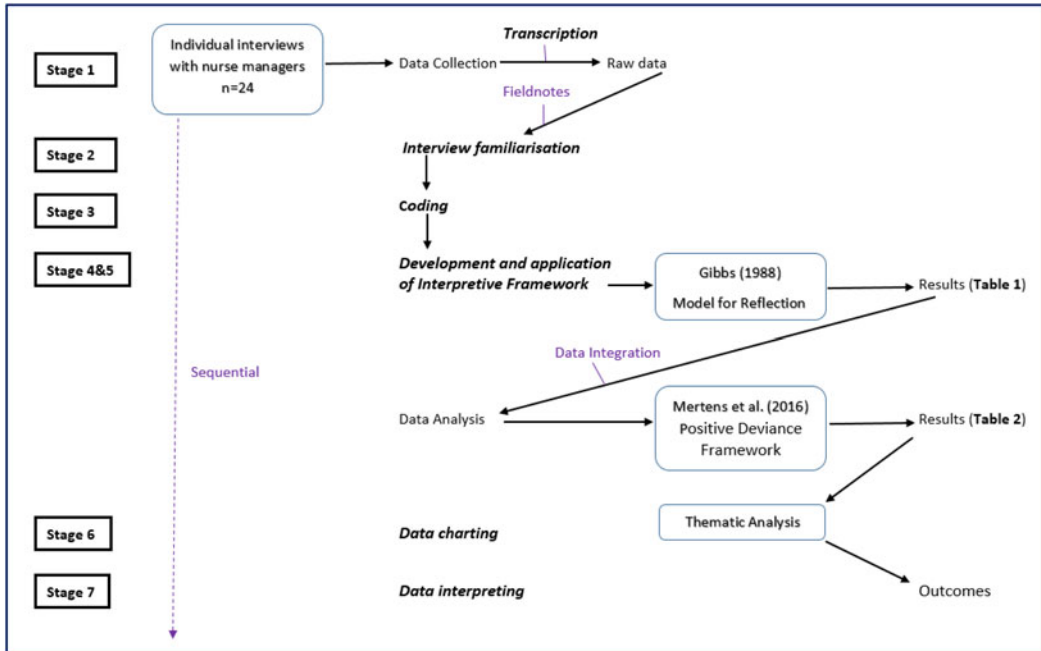 Stage 1
Individual interviews
with nurse managers
n=24
Data Collection
Transcription
Raw data
Fieldnotes
Stage 2
Interview familiarisation
Stage 3
Coding
Stage 4&5
Development and application
of Interpretive Framework
Gibbs (1988)
Model for Reflection
Results (Table 1)
Sequential
Data Integration
Data Analysis
Mertens et al. (2016)
Positive Deviance
Framework
Results (Table 2)
Stage 6
Data charting
Thematic Analysis
Stage 7
Data interpreting
Outcomes